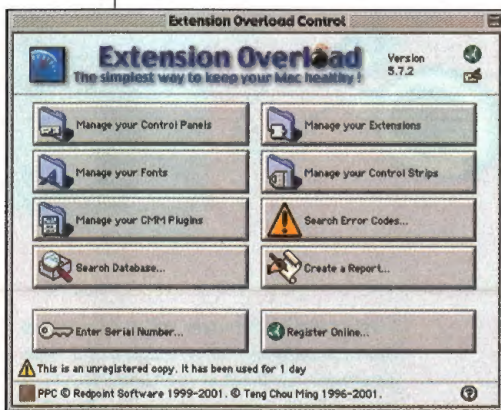 Extension Overload Control
Extension Overload
The simplest way to keep your Mac healthy !
Version
5.7.2
Manage your Control Panels
Manage your Extensions
Manage your Fonts
Manage your Control Strips
Manage your CMM Plugins
Search Error Codes...
Search Database...
Create a Report...
Enter Serial Number...
Register Online...
This is an unregistered copy. It has been used for 1 day
PPC © Redpoint Software 1999-2001. © Teng Chou Ming 1996-2001.
?